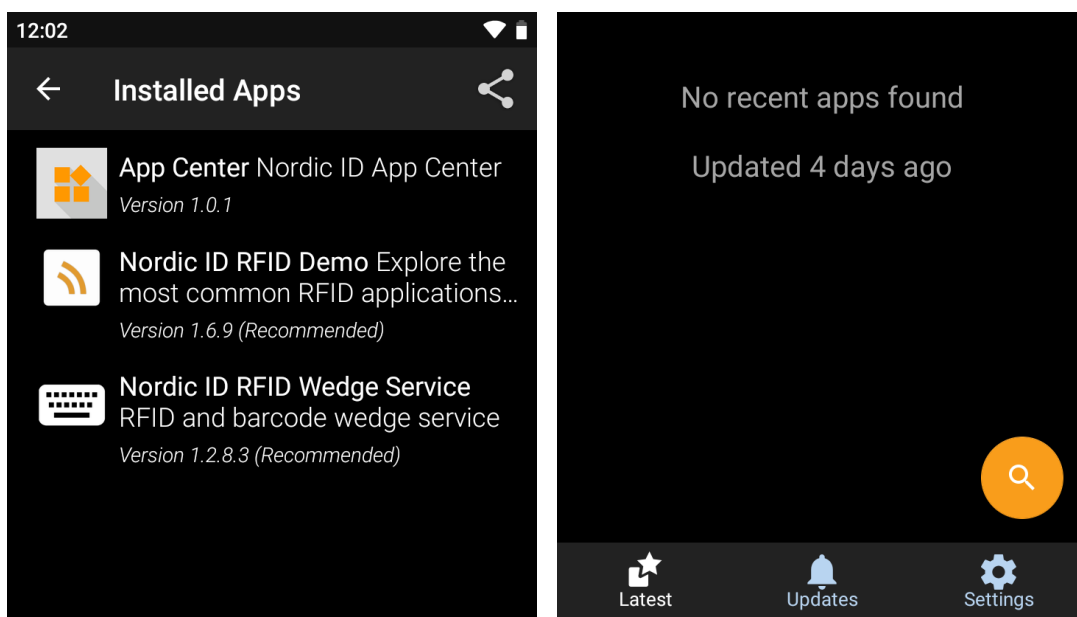 12:02
Installed Apps
App Center Nordic ID App Center
Version 1.0.1
Nordic ID RFID Demo Explore the
most common RFID applications...
Version 1.6.9 (Recommended)
Nordic ID RFID Wedge Service
RFID and barcode wedge service
Version 1.2.8.3 (Recommended)
No recent apps found
Updated 4 days ago
Latest
Updates
Settings